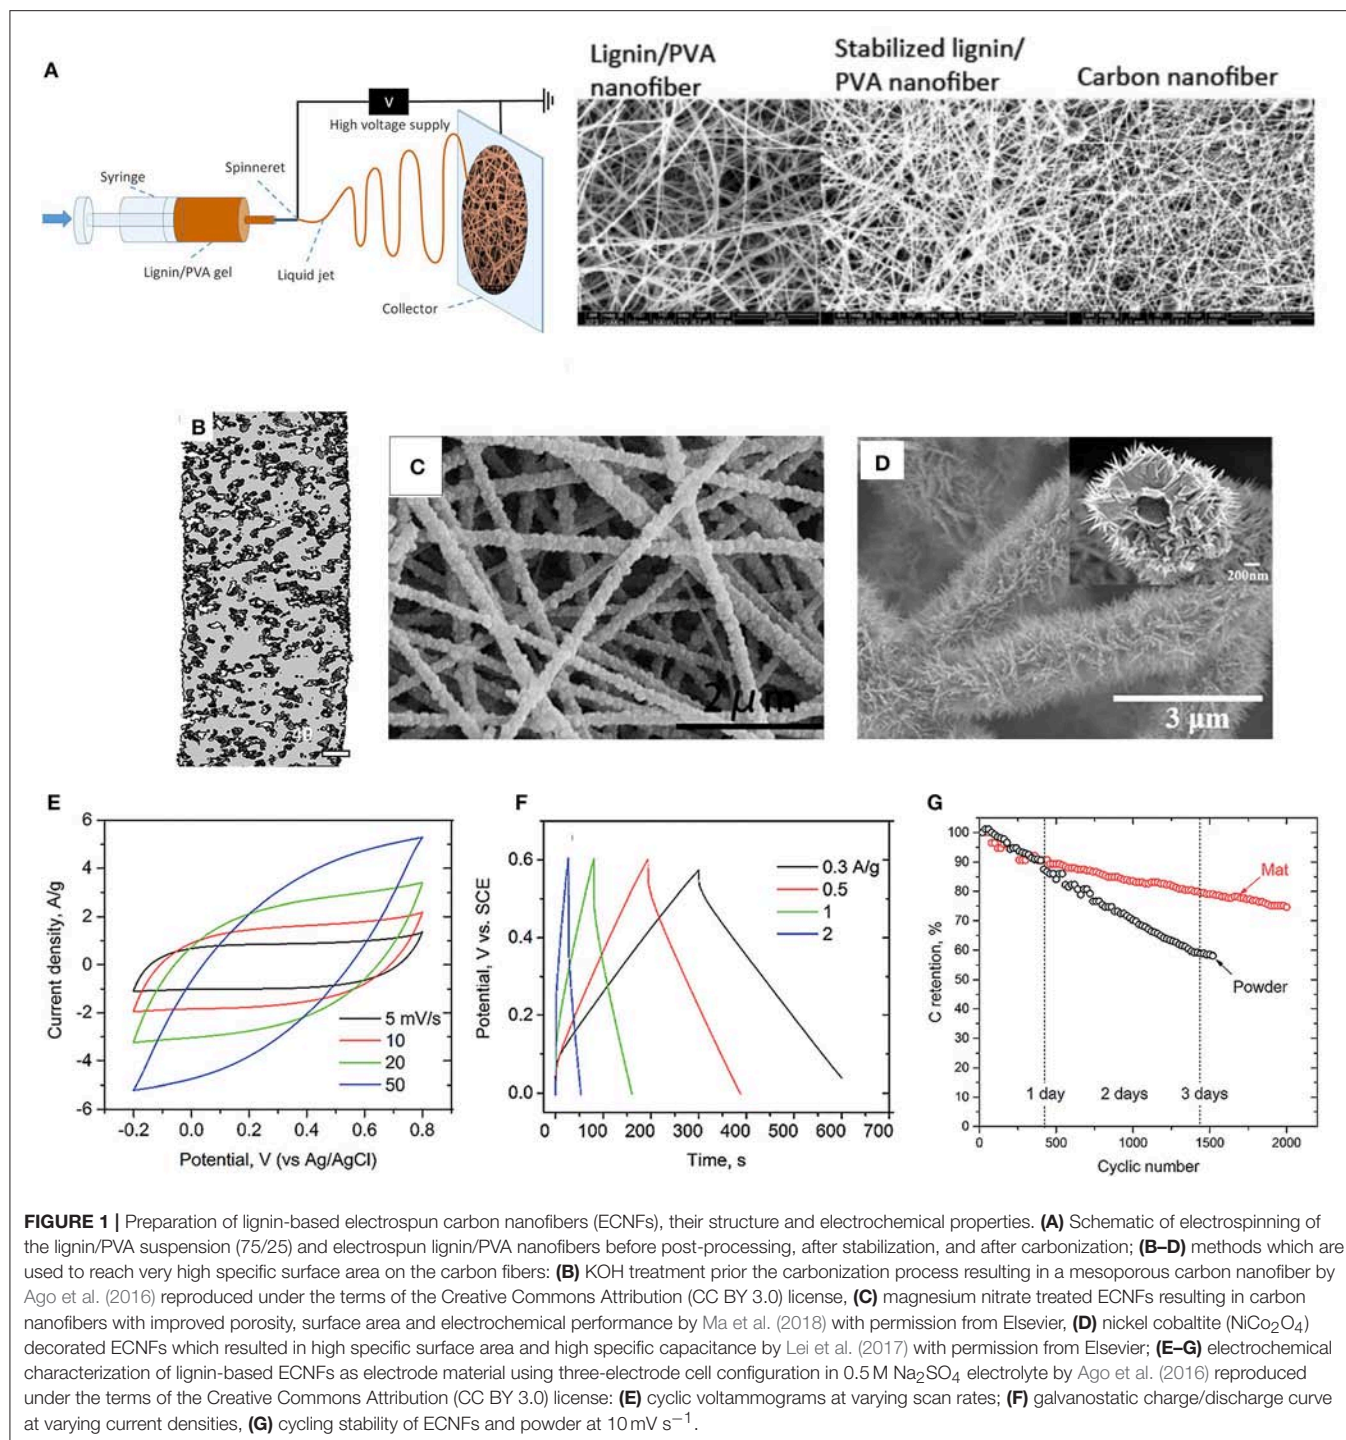 A
Lignin/PVA
nanofiber
Stabilized lignin/
PVA nanofiber
Carbon nanofiber
V
High voltage supply
Spinneret
Syringe
Lignin/PVA gel
Liquid jet
Collector
B
C
2 μm
D
200nm
3 μm
E
6
4
2
0
-2
-4
-6
Current density, A/g
5 mV/s
10
20
50
-0.2 0.0 0.2 0.4 0.6 0.8
Potential, V (vs Ag/AgCl)
F
0.6
0.4
0.2
0.0
Potential, V vs. SCE
0.3 A/g
0.5
1
2
0 100 200 300 400 500 600 700
Time, s
G
100
90
80
70
60
50
40
30
20
10
0
C retention, %
Mat
Powder
1 day 2 days 3 days
0 500 1000 1500 2000
Cyclic number
FIGURE 1 | Preparation of lignin-based electrospun carbon nanofibers (ECNFs), their structure and electrochemical properties. (A) Schematic of electrospinning of
the lignin/PVA suspension (75/25) and electrospun lignin/PVA nanofibers before post-processing, after stabilization, and after carbonization; (B–D) methods which are
used to reach very high specific surface area on the carbon fibers: (B) KOH treatment prior the carbonization process resulting in a mesoporous carbon nanofiber by
Ago et al. (2016) reproduced under the terms of the Creative Commons Attribution (CC BY 3.0) license, (C) magnesium nitrate treated ECNFs resulting in carbon
nanofibers with improved porosity, surface area and electrochemical performance by Ma et al. (2018) with permission from Elsevier, (D) nickel cobaltite (NiCo₂O₄)
decorated ECNFs which resulted in high specific surface area and high specific capacitance by Lei et al. (2017) with permission from Elsevier; (E–G) electrochemical
characterization of lignin-based ECNFs as electrode material using three-electrode cell configuration in 0.5 M Na₂SO₄ electrolyte by Ago et al. (2016) reproduced
under the terms of the Creative Commons Attribution (CC BY 3.0) license: (E) cyclic voltammograms at varying scan rates; (F) galvanostatic charge/discharge curve
at varying current densities, (G) cycling stability of ECNFs and powder at 10 mV s⁻¹.